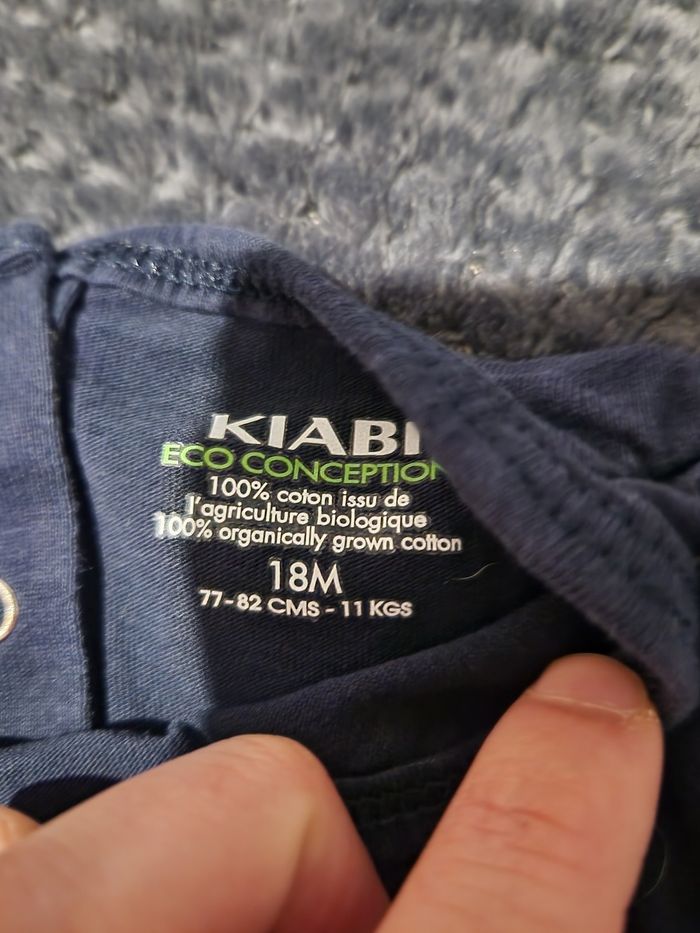 KIABI
ECO CONCEPTION
100% coton issu de
l'agriculture biologique
100% organically grown cotton
18M
77-82 CMS - 11 KGS